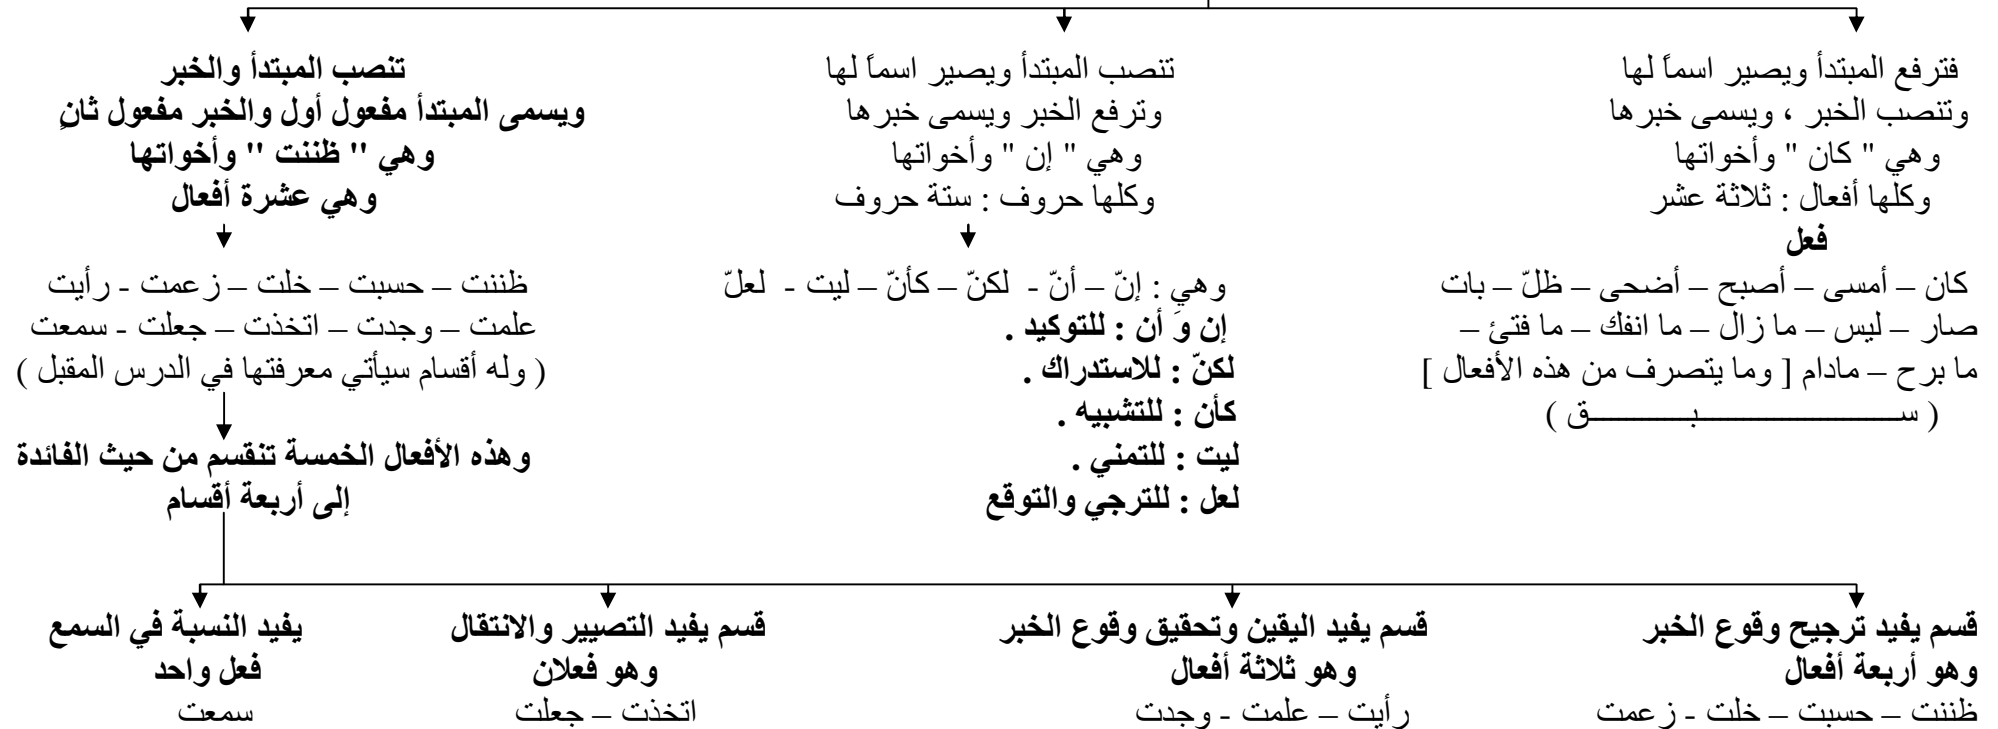 فترفع المبتدأ ويصير اسماً لها
وتنصب الخبر ، ويسمى خبرها
وهي " كان " وأخواتها
وكلها أفعال : ثلاثة عشر
فعل
كان – أمسى – أصبح – أضحى – ظلّ – بات
صار – ليس – ما زال – ما انفك – ما فتئ –
ما برح – مادام [ وما يتصرف من هذه الأفعال ]
( ســــــــــــــبــــــــــــق )
تنصب المبتدأ ويصير اسماً لها
وترفع الخبر ويسمى خبرها
وهي " إن " وأخواتها
وكلها حروف : ستة حروف
وهي : إنّ – أنّ - لكنّ – كأنّ – ليت - لعلّ
إن وَ أن : للتوكيد .
لكنّ : للاستدراك .
كأن : للتشبيه .
ليت : للتمني .
لعل : للترجي والتوقع
تنصب المبتدأ والخبر
ويسمى المبتدأ مفعول أول والخبر مفعول ثانٍ
وهي " ظننت " وأخواتها
وهي عشرة أفعال
ظننت – حسبت – خلت – زعمت - رأيت
علمت – وجدت – اتخذت – جعلت - سمعت
( وله أقسام سيأتي معرفتها في الدرس المقبل )
وهذه الأفعال الخمسة تنقسم من حيث الفائدة
إلى أربعة أقسام
قسم يفيد ترجيح وقوع الخبر
وهو أربعة أفعال
ظننت – حسبت – خلت - زعمت
قسم يفيد اليقين وتحقيق وقوع الخبر
وهو ثلاثة أفعال
رأيت – علمت - وجدت
قسم يفيد التصيير والانتقال
وهو فعلان
اتخذت – جعلت
يفيد النسبة في السمع
فعل واحد
سمعت